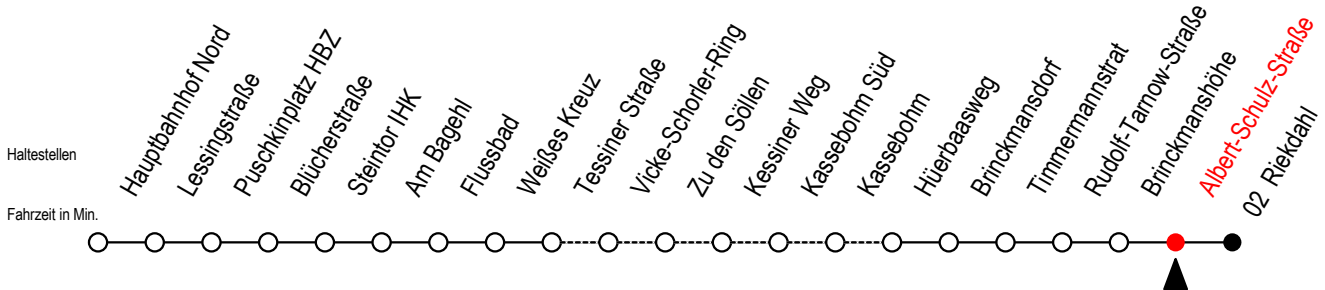 Haltestellen
Hauptbahnhof Nord
Lessingstraße
Puschkinplatz HBZ
Blücherstraße
Steintor IHK
Am Bagehl
Flussbad
Weißes Kreuz
Tessiner Straße
Vicke-Schorler-Ring
Zu den Söllen
Kessiner Weg
Kassebohm Süd
Kassebohm
Hüerbaasweg
Brinckmansdorf
Timmermannstrat
Rudolf-Tarnow-Straße
Brinckmanshöhe
Albert-Schulz-Straße
02 Riekdahl
Fahrzeit in Min.